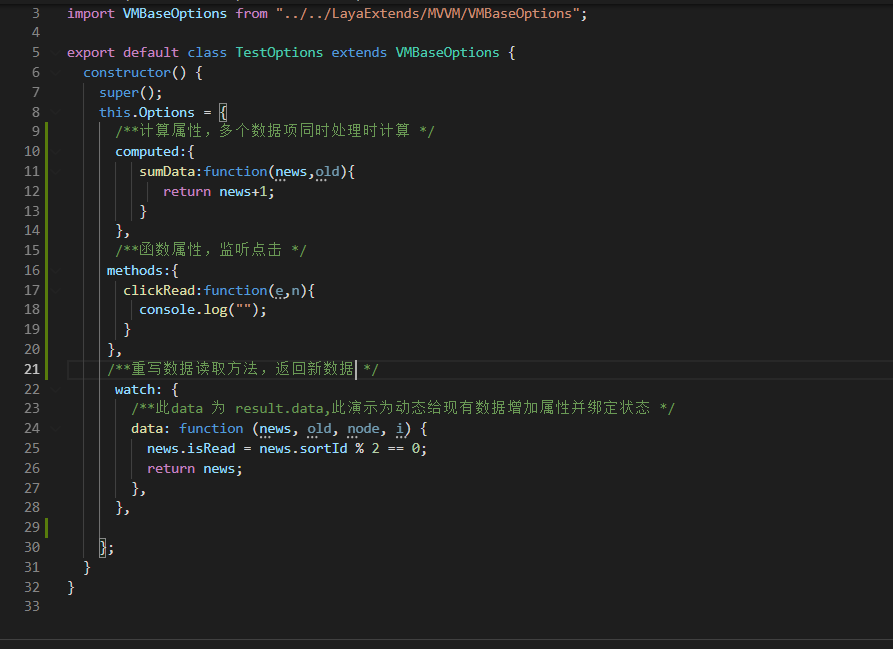 3 import VMBaseOptions from "../../LayaExtends/MVVM/VMBaseOptions";
4
5 export default class TestOptions extends VMBaseOptions {
6 constructor() {
7 super();
8 this.Options = {
9 /**计算属性，多个数据项同时处理时计算 */
10 computed:{
11 sumData:function(news,old){
12 return news+1;
13 }
14 },
15 /**函数属性，监听点击 */
16 methods:{
17 clickRead:function(e,n){
18 console.log("");
19 }
20 },
21 /**重写数据读取方法，返回新数据 */
22 watch: {
23 /**此data 为 result.data,此演示为动态给现有数据增加属性并绑定状态 */
24 data: function (news, old, node, i) {
25 news.isRead = news.sortId % 2 == 0;
26 return news;
27 },
28 },
29
30 };
31 }
32 }
33